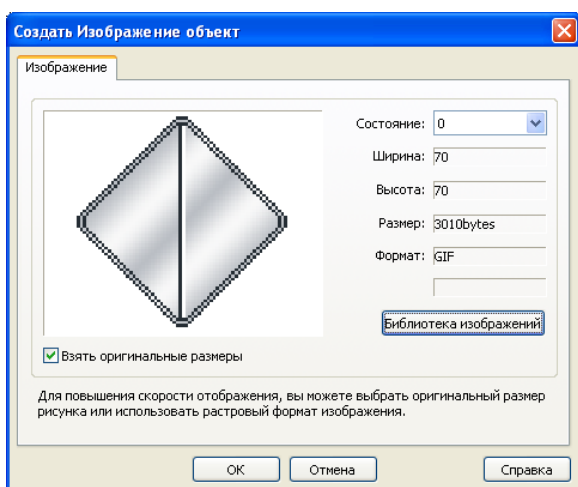 Создать Изображение объект
Изображение
Состояние: 0
Ширина: 70
Высота: 70
Размер: 3010bytes
Формат: GIF
Библиотека изображений
Взять оригинальные размеры
Для повышения скорости отображения, вы можете выбрать оригинальный размер
рисунка или использовать растровый формат изображения.
ОК Отмена Справка